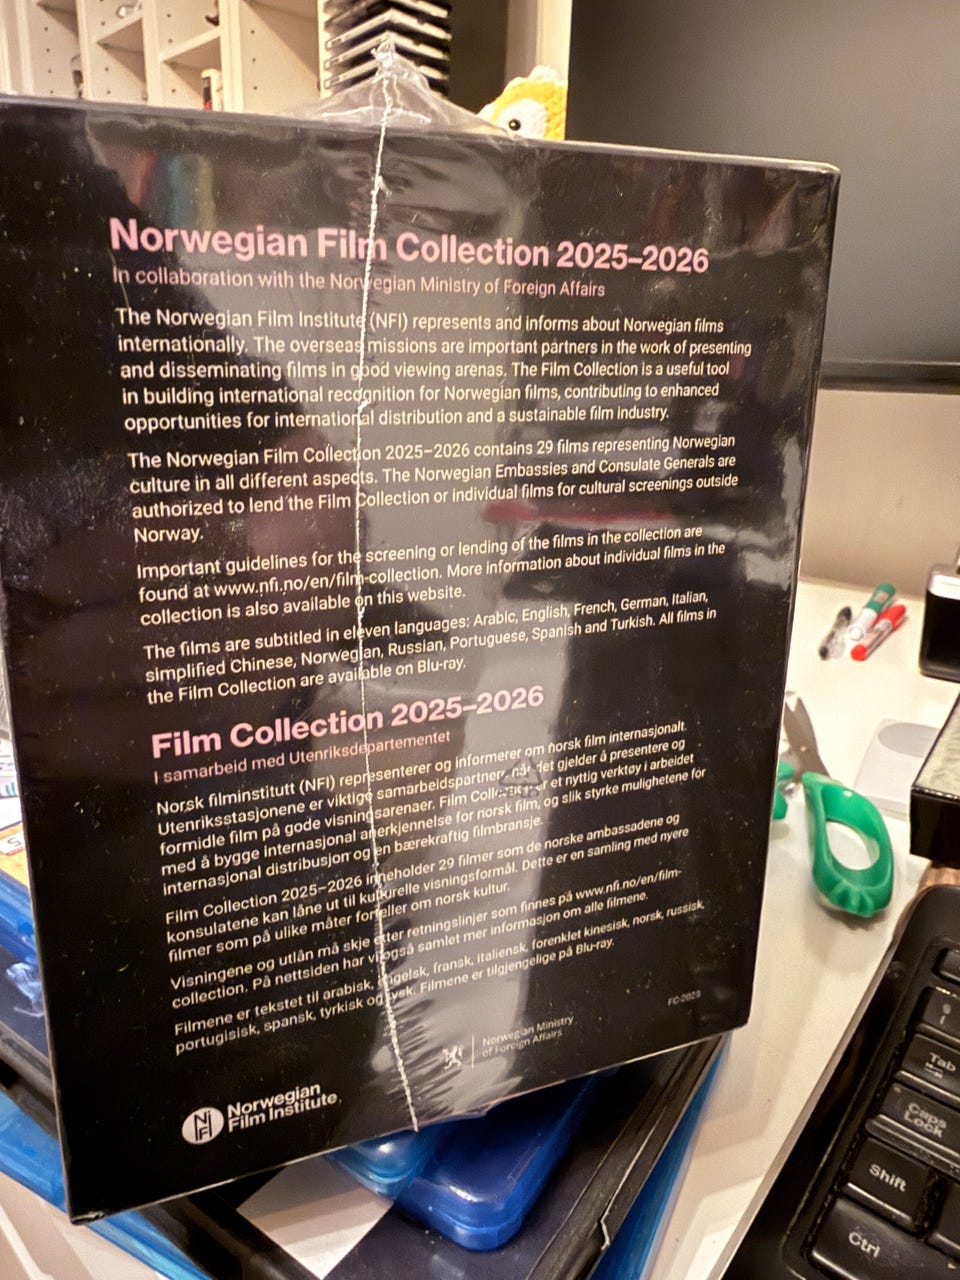 Norwegian Film Collection 2025–2026
In collaboration with the Norwegian Ministry of Foreign Affairs
The Norwegian Film Institute (NFI) represents and informs about Norwegian films
internationally. The overseas missions are important partners in the work of presenting
and disseminating films in good viewing arenas. The Film Collection is a useful tool
in building international recognition for Norwegian films, contributing to enhanced
opportunities for international distribution and a sustainable film industry.
The Norwegian Film Collection 2025–2026 contains 29 films representing Norwegian
culture in all different aspects. The Norwegian Embassies and Consulate Generals are
authorized to lend the Film Collection or individual films for cultural screenings outside
Norway.
Important guidelines for the screening or lending of the films in the collection are
found at www.nfi.no/en/film-collection. More information about individual films in the
collection is also available on this website.
The films are subtitled in eleven languages: Arabic, English, French, German, Italian,
simplified Chinese, Norwegian, Russian, Portuguese, Spanish and Turkish. All films in
the Film Collection are available on Blu-ray.
Film Collection 2025–2026
I samarbeid med Utenriksdepartementet
Norsk filminstitutt (NFI) representerer og informerer om norsk film internasjonalt.
Utenriksstasjonene er viktige samarbeidspartnere når det gjelder å presentere og
formidle film på gode visningsarenaer. Film Collection er et nyttig verktøy i arbeidet
med å bygge internasjonal anerkjennelse for norsk film, og slik styrke mulighetene for
internasjonal distribusjon og en bærekraftig filmbransje.
Film Collection 2025–2026 inneholder 29 filmer som de norske ambassadene og
konsulatene kan låne ut til kulturelle visningsformål. Dette er en samling med nyere
filmer som på ulike måter forteller om norsk kultur.
Visningene og utlån må skje etter retningslinjer som finnes på www.nfi.no/en/film-
collection. På nettsiden har vi også samlet mer informasjon om alle filmene.
Filmene er tekstet til arabisk, engelsk, fransk, italiensk, forenklet kinesisk, norsk, russisk,
portugisisk, spansk, tyrkisk og tysk. Filmene er tilgjengelige på Blu-ray.
FC-2025
Norwegian Ministry
of Foreign Affairs
NFI
Norwegian
Film Institute
Tab
Caps
Lock
Shift
Ctrl